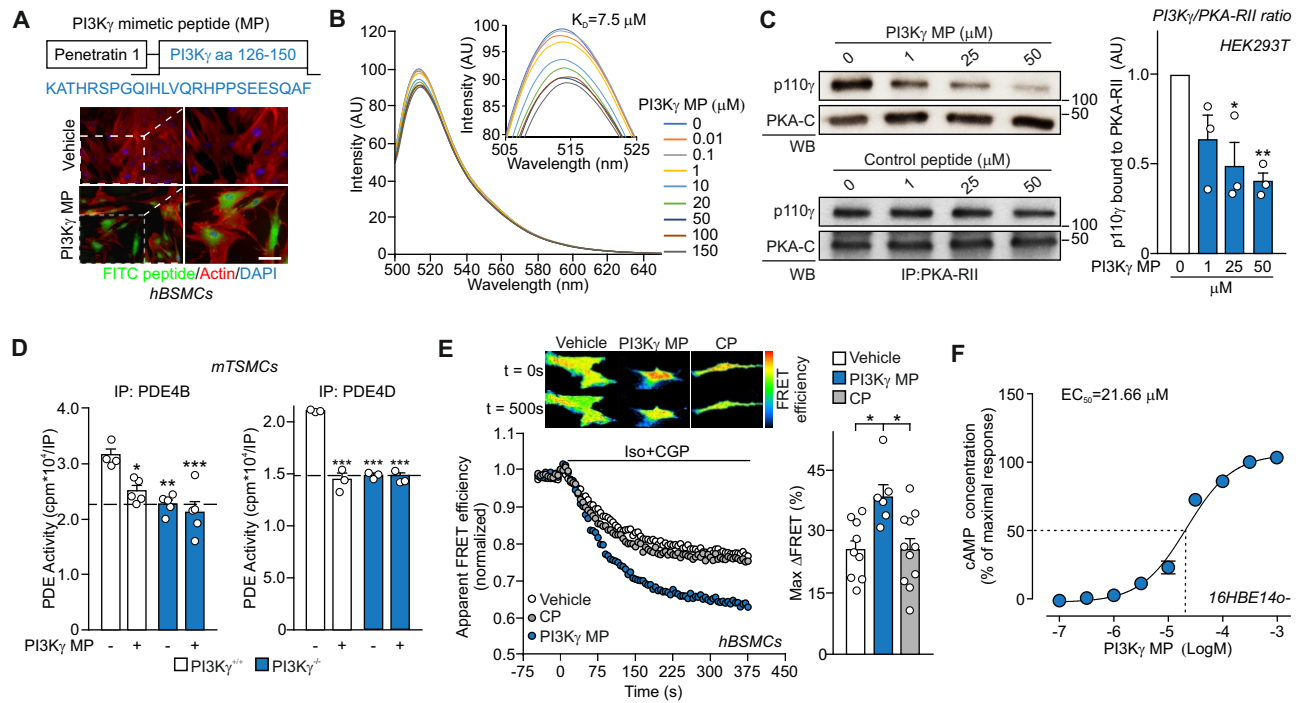 A
PI3Kγ mimetic peptide (MP)
Penetratin 1
PI3Kγ aa 126-150
KATHRSPGQIHLVQRHPPSEESQAF
Vehicle
PI3Kγ MP
FITC peptide/Actin/DAPI
hBSMCs
B
K_D=7.5 μM
Intensity (AU)
120
100
80
60
40
20
0
500 520 540 560 580 600 620 640
Wavelength (nm)
Intensity (AU)
100
95
90
85
80
505 515 525
Wavelength (nm)
PI3Kγ MP (μM)
0
0.01
0.1
1
10
20
50
100
150
C
PI3Kγ MP (μM)
0 1 25 50
p110γ
100
PKA-C
50
WB
Control peptide (μM)
0 1 25 50
p110γ
100
PKA-C
50
WB
IP:PKA-RII
PI3Kγ/PKA-RII ratio
HEK293T
p110γ bound to PKA-RII
1.0
0.5
0.0
*
**
PI3Kγ MP 0 1 25 50
μM
D
mTSMCs
IP: PDE4B
PDE Activity (cpm*10⁴/IP)
4.0
3.0
2.0
1.0
0
* ** ***
PI3Kγ MP - + - +
IP: PDE4D
PDE Activity (cpm*10⁴/IP)
2.0
1.5
1.0
0.5
0
*** *** ***
- + - +
PI3Kγ+/+ PI3Kγ-/-
E
Vehicle PI3Kγ MP CP
t = 0s
t = 500s
FRET efficiency
Iso+CGP
Apparent FRET efficiency (normalized)
1.1
1.0
0.9
0.8
0.7
0.6
0.5
-75 0 75 150 225 300 375 450
Time (s)
Vehicle
CP
PI3Kγ MP
hBSMCs
Vehicle
PI3Kγ MP
CP
* *
Max ΔFRET (%)
45
30
15
0
F
EC₅₀=21.66 μM
cAMP concentration (% of maximal response)
150
100
50
0
-7 -6 -5 -4 -3
PI3Kγ MP (LogM)
16HBE14o-